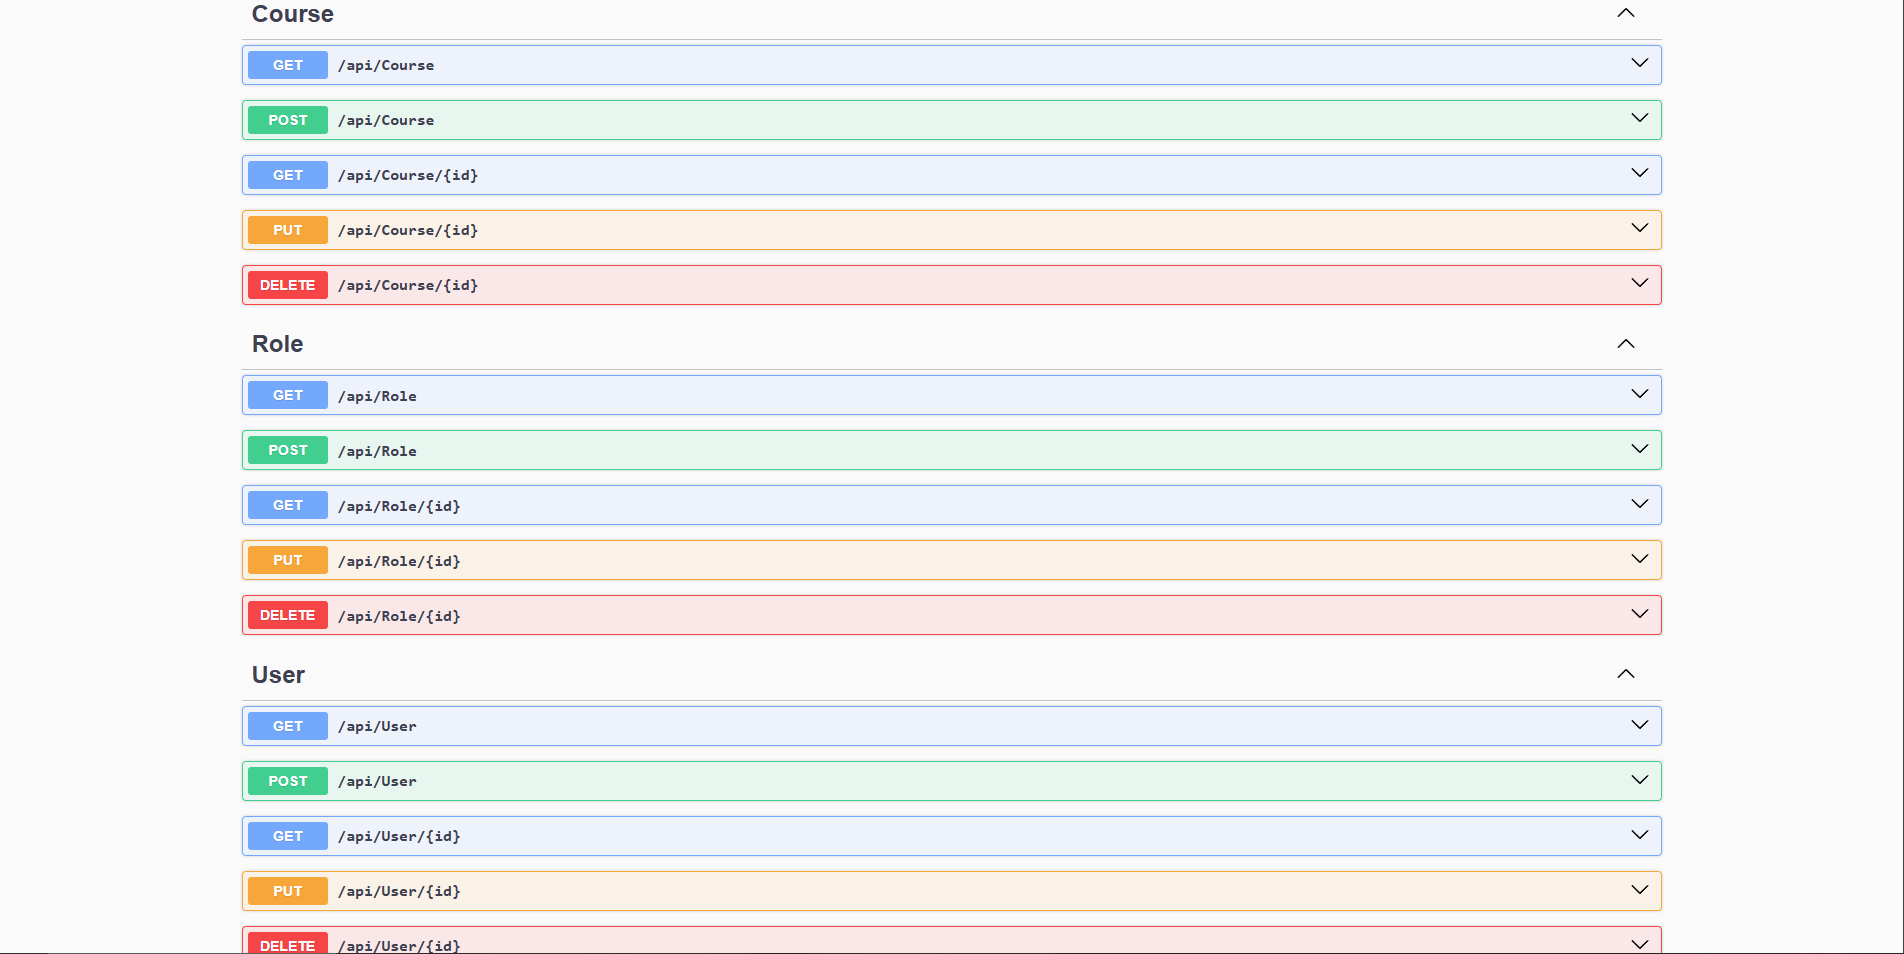 Course
GET /api/Course
POST /api/Course
GET /api/Course/{id}
PUT /api/Course/{id}
DELETE /api/Course/{id}
Role
GET /api/Role
POST /api/Role
GET /api/Role/{id}
PUT /api/Role/{id}
DELETE /api/Role/{id}
User
GET /api/User
POST /api/User
GET /api/User/{id}
PUT /api/User/{id}
DELETE /api/User/{id}